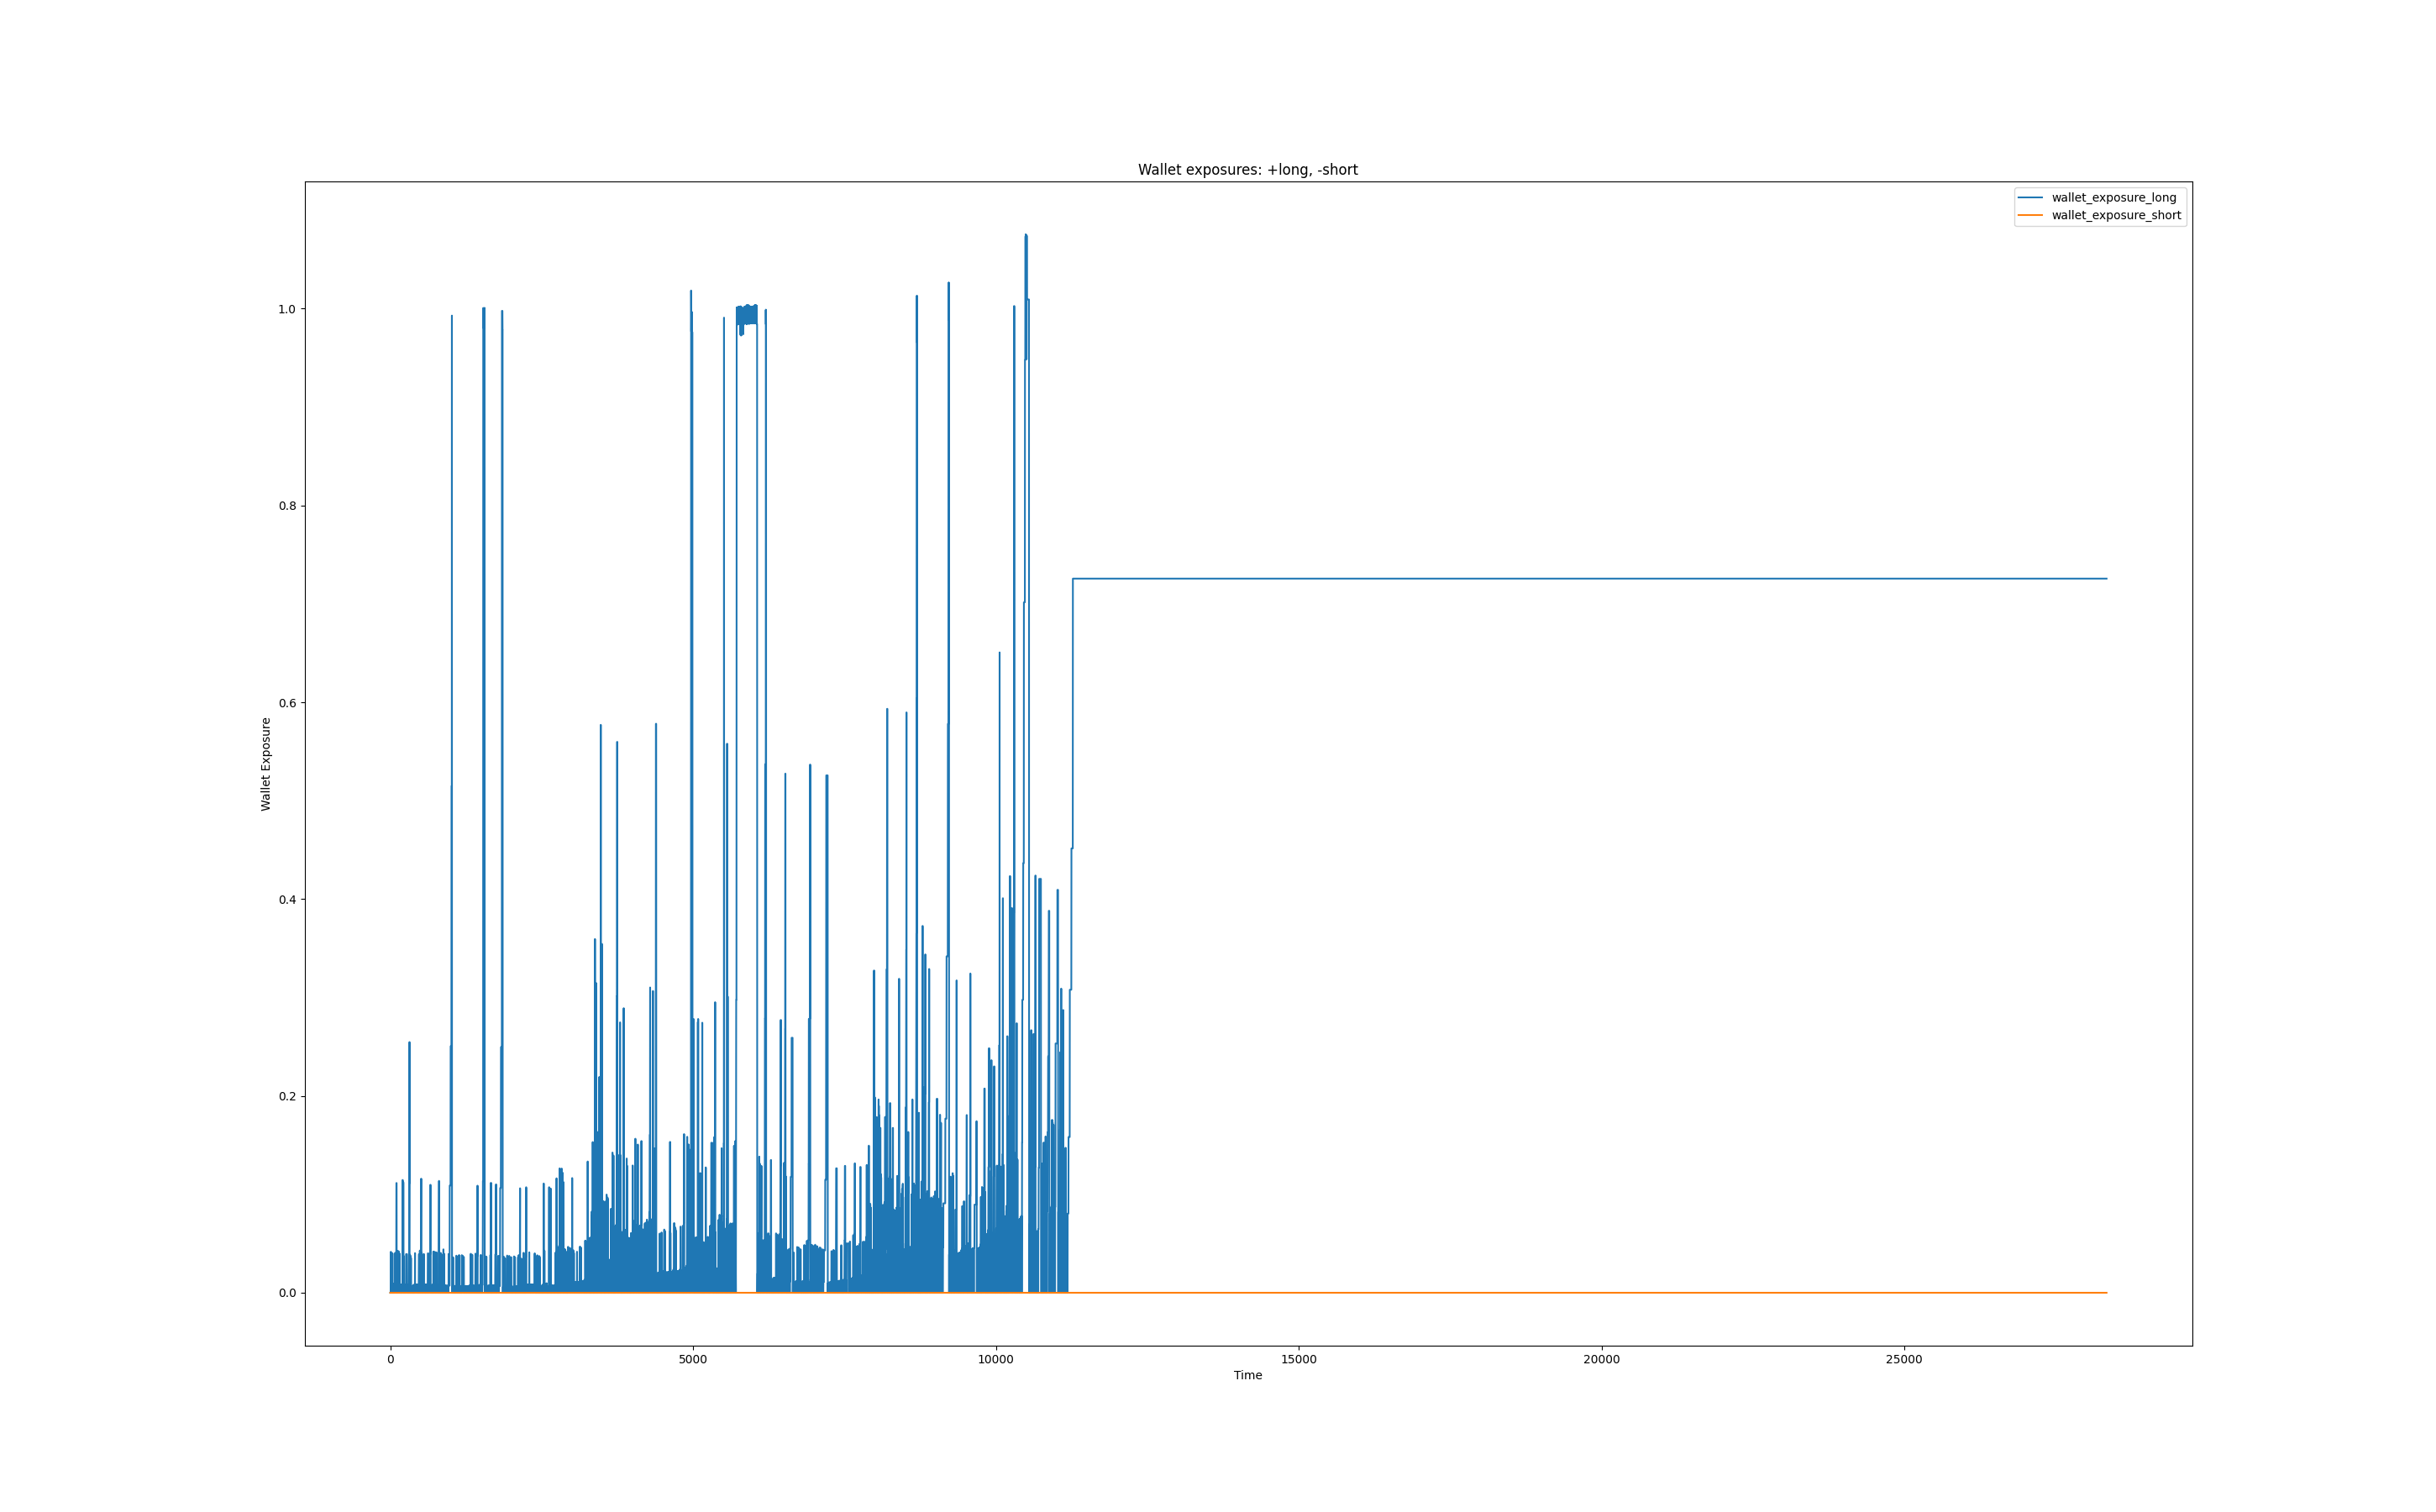 Wallet exposures: +long, -short
wallet_exposure_long
wallet_exposure_short
1.0
0.8
0.6
0.4
0.2
0.0
Wallet Exposure
0 5000 10000 15000 20000 25000
Time